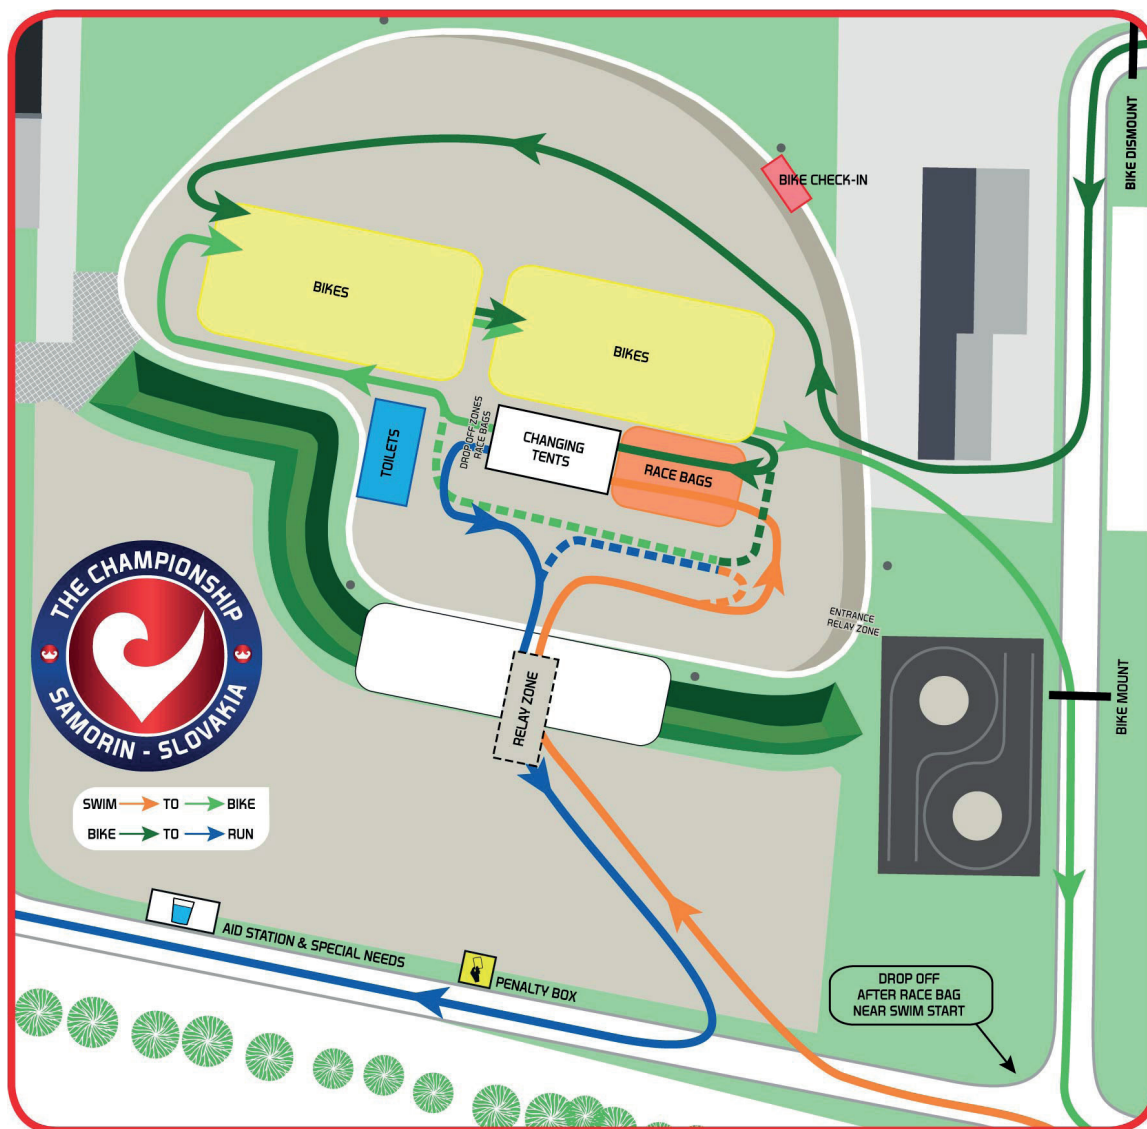 BIKE DISMOUNT
BIKE CHECK-IN
BIKES
BIKES
DROP OFF ZONES
RACE BAGS
TOILETS
CHANGING
TENTS
RACE BAGS
ENTRANCE
RELAY ZONE
RELAY ZONE
BIKE MOUNT
THE CHAMPIONSHIP
SAMORIN - SLOVAKIA
SWIM TO BIKE
BIKE TO RUN
AID STATION & SPECIAL NEEDS
PENALTY BOX
DROP OFF
AFTER RACE BAG
NEAR SWIM START